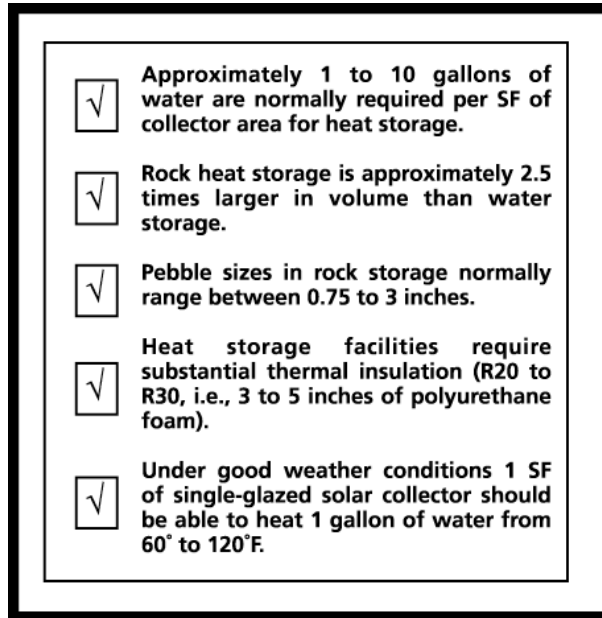 √
Approximately 1 to 10 gallons of
water are normally required per SF of
collector area for heat storage.
√
Rock heat storage is approximately 2.5
times larger in volume than water
storage.
√
Pebble sizes in rock storage normally
range between 0.75 to 3 inches.
√
Heat storage facilities require
substantial thermal insulation (R20 to
R30, i.e., 3 to 5 inches of polyurethane
foam).
√
Under good weather conditions 1 SF
of single-glazed solar collector should
be able to heat 1 gallon of water from
60˚ to 120˚F.